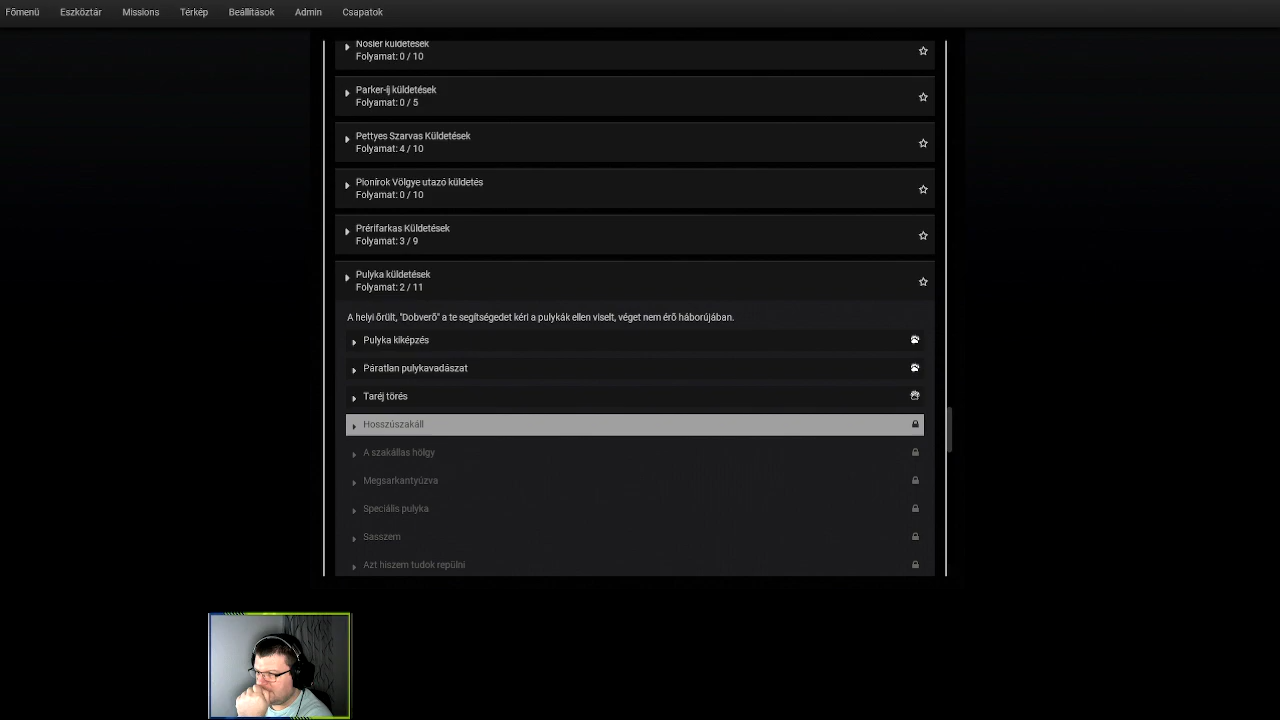 Főmenü
Eszköztár
Missions
Térkép
Beállítások
Admin
Csapatok
Nosler küldetések
Folyamat: 0 / 10
Parker-íj küldetések
Folyamat: 0 / 5
Pettyes Szarvas Küldetések
Folyamat: 4 / 10
Pionírok Völgye utazó küldetés
Folyamat: 0 / 10
Prérifarkas Küldetések
Folyamat: 3 / 9
Pulyka küldetések
Folyamat: 2 / 11
A helyi őrült, "Dobverő" a te segítségedet kéri a pulykák ellen viselt, véget nem érő háborújában.
Pulyka kiképzés
Páratlan pulykavadászat
Taréj törés
Hosszúszakáll
A szakállas hölgy
Megsarkantyúzva
Speciális pulyka
Sasszem
Azt hiszem tudok repülni